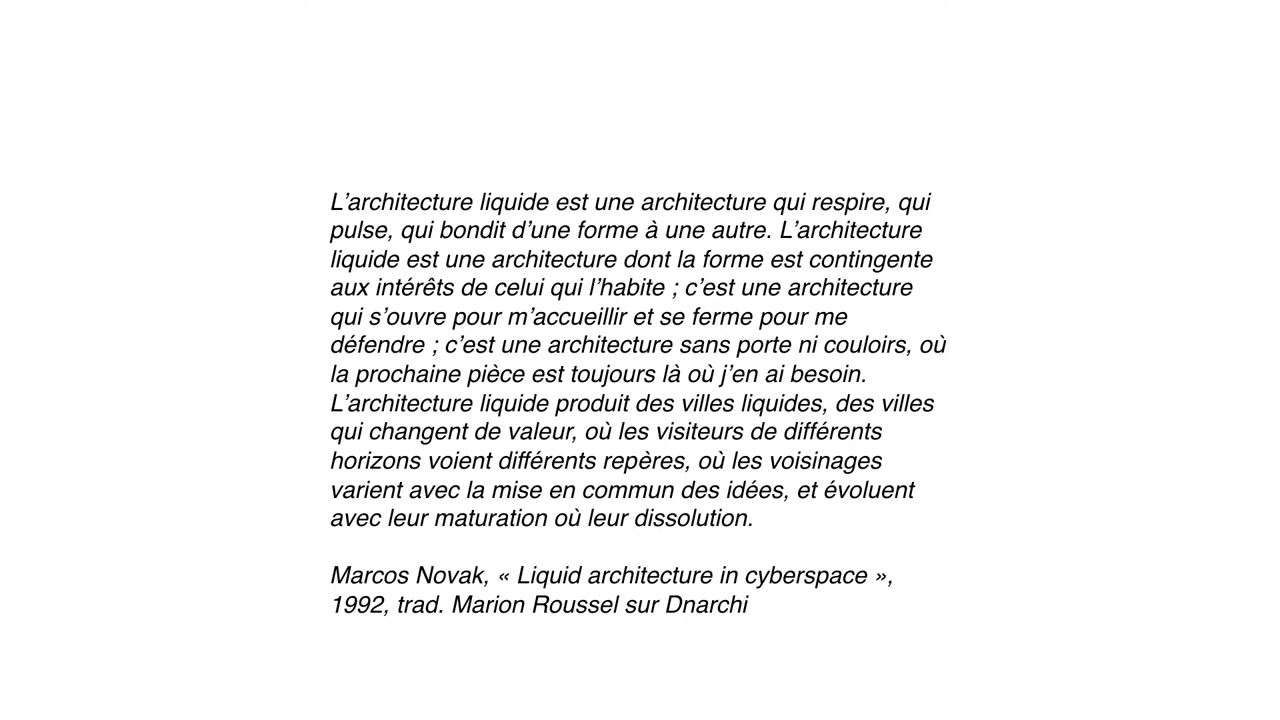 L’architecture liquide est une architecture qui respire, qui
pulse, qui bondit d’une forme à une autre. L’architecture
liquide est une architecture dont la forme est contingente
aux intérêts de celui qui l’habite ; c’est une architecture
qui s’ouvre pour m’accueillir et se ferme pour me
défendre ; c’est une architecture sans porte ni couloirs, où
la prochaine pièce est toujours là où j’en ai besoin.
L’architecture liquide produit des villes liquides, des villes
qui changent de valeur, où les visiteurs de différents
horizons voient différents repères, où les voisinages
varient avec la mise en commun des idées, et évoluent
avec leur maturation où leur dissolution.
Marcos Novak, « Liquid architecture in cyberspace »,
1992, trad. Marion Roussel sur Dnarchi